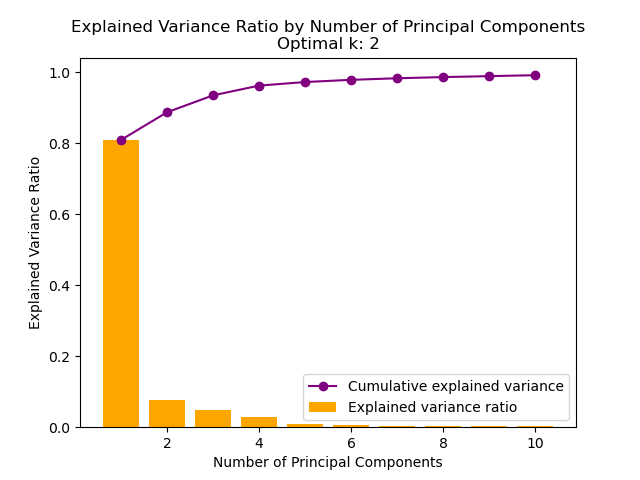 Explained Variance Ratio by Number of Principal Components
Optimal k: 2
1.0
0.8
0.6
0.4
0.2
0.0
Explained Variance Ratio
Cumulative explained variance
Explained variance ratio
2
4
6
8
10
Number of Principal Components